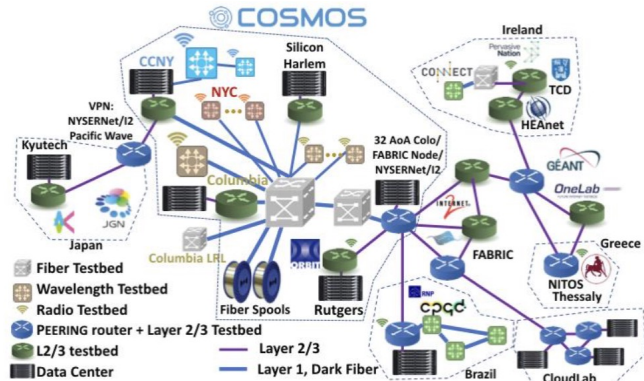 COSMOS
Ireland
Pervasive
Nation
CONNECT
TCD
HEAnet
CCNY
Silicon
Harlem
NYC
VPN:
NYSERNet/I2
Pacific Wave
Kyutech
JGN
Japan
32 AoA Colo/
FABRIC Node/
NYSERNet/I2
GÉANT
OneLab
INTERNET
2
FABRIC
Columbia
Columbia LRL
Fiber Spools
ORBIT
Rutgers
Greece
NITOS
Thessaly
RNP
cpqd
Brazil
CloudLab
Fiber Testbed
Wavelength Testbed
Radio Testbed
PEERING router + Layer 2/3 Testbed
L2/3 testbed
Data Center
Layer 2/3
Layer 1, Dark Fiber